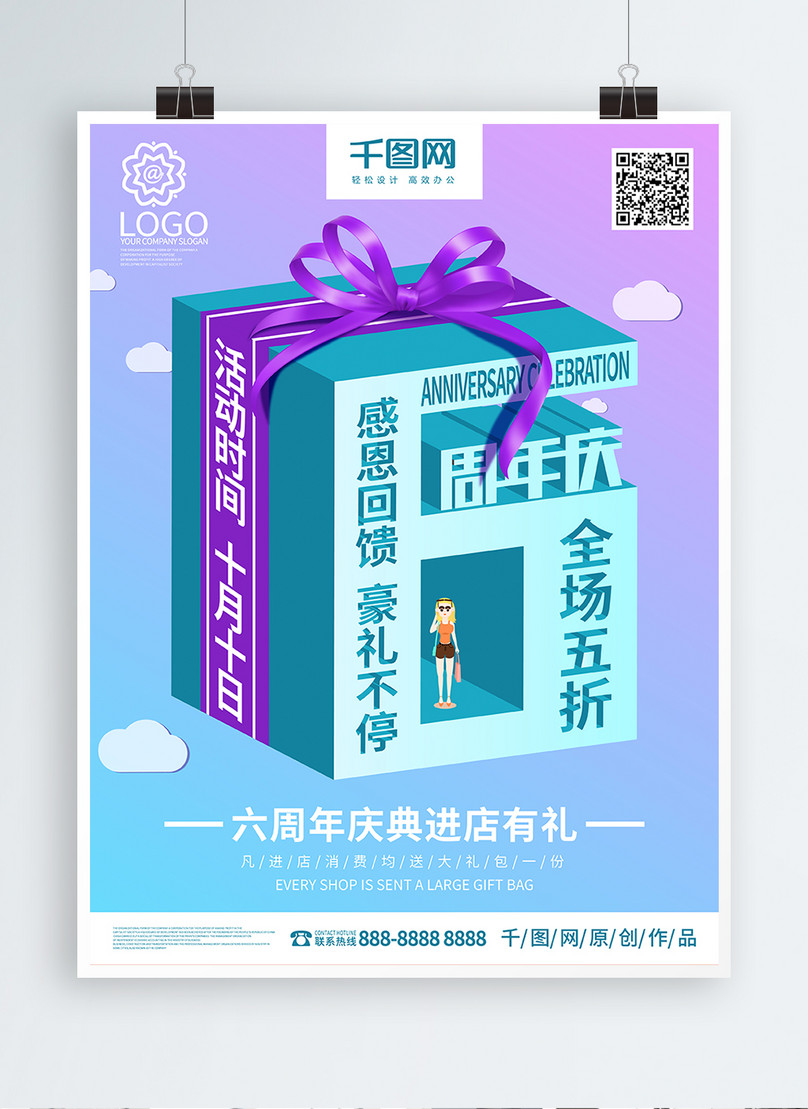 千图网
轻松设计 高效办公
LOGO
YOUR COMPANY SLOGAN
活动时间 十月十日
ANNIVERSARY CELEBRATION
周年庆
感恩回馈 豪礼不停
全场五折
六周年庆典进店有礼
凡/进/店/消/费/均/送/大/礼/包/一/份
EVERY SHOP IS SENT A LARGE GIFT BAG
CONTACT HOTLINE
联系热线 888-8888 8888
千/图/网/原/创/作/品